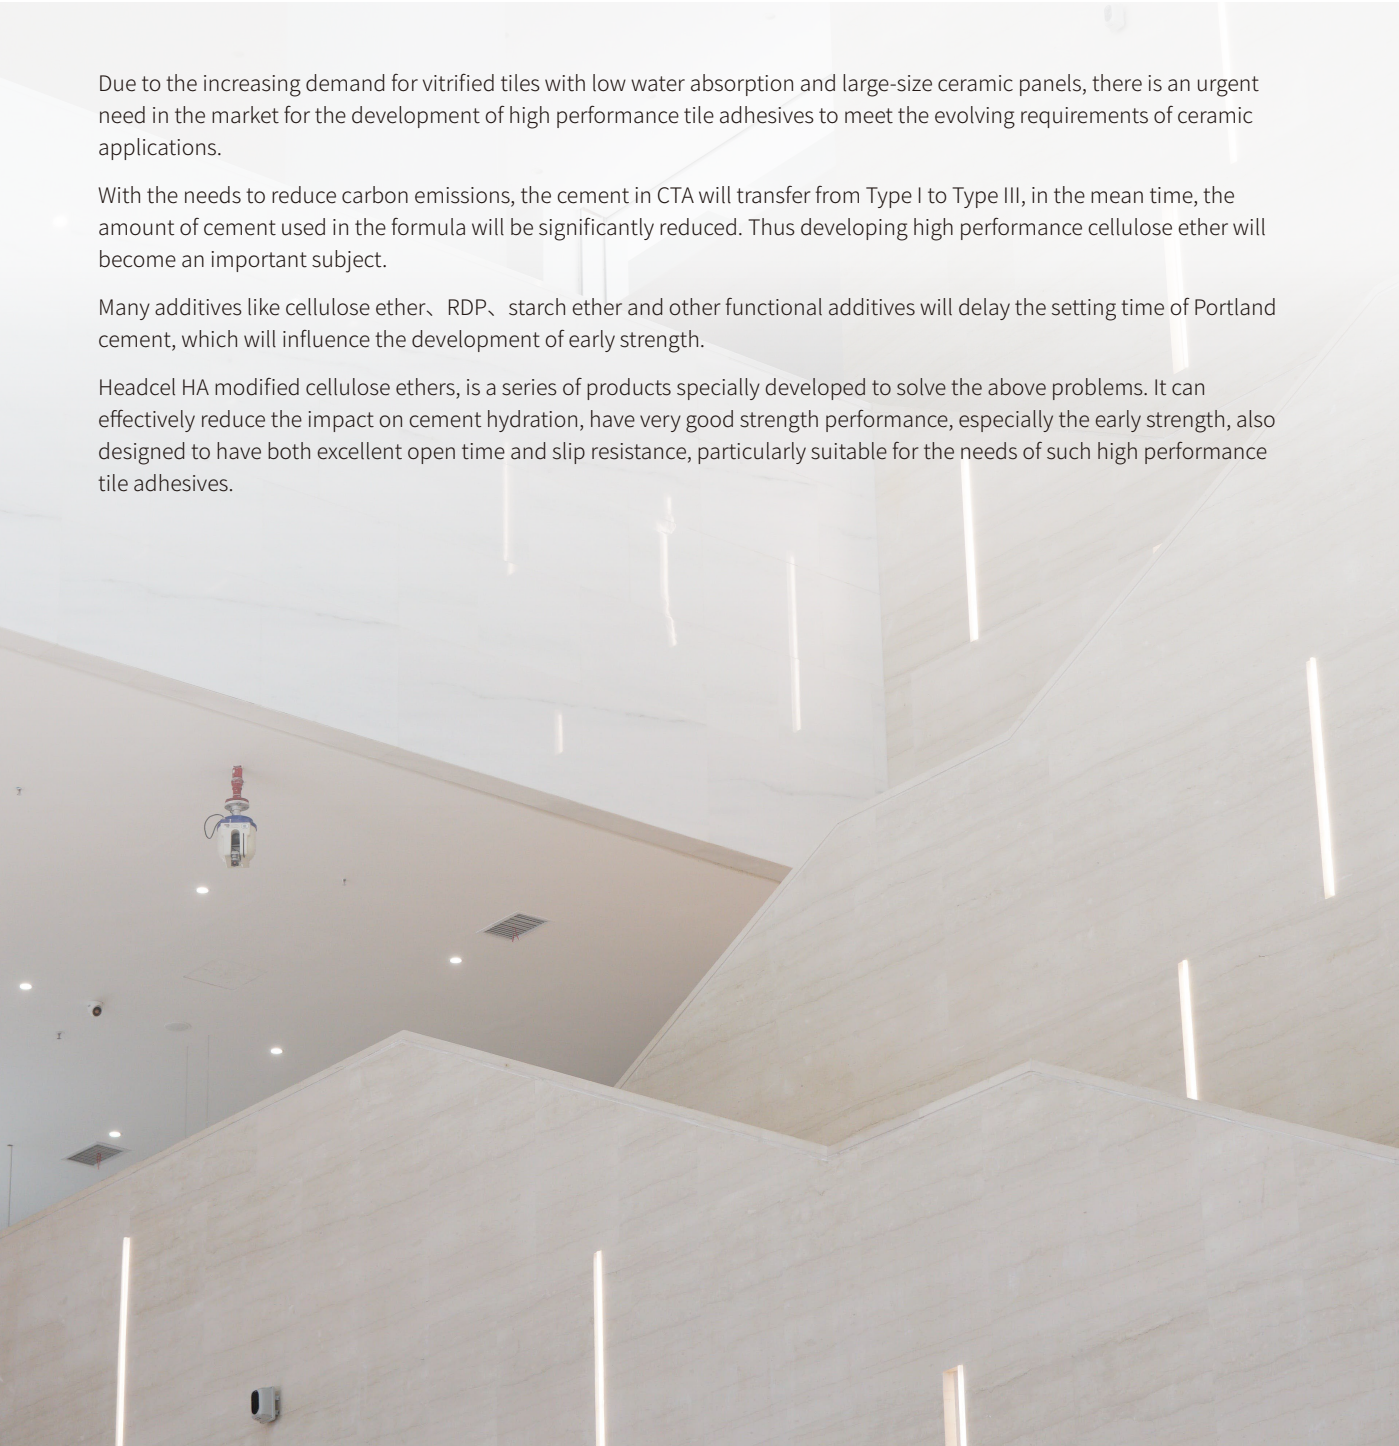 Due to the increasing demand for vitrified tiles with low water absorption and large-size ceramic panels, there is an urgent
need in the market for the development of high performance tile adhesives to meet the evolving requirements of ceramic
applications.
With the needs to reduce carbon emissions, the cement in CTA will transfer from Type I to Type III, in the mean time, the
amount of cement used in the formula will be significantly reduced. Thus developing high performance cellulose ether will
become an important subject.
Many additives like cellulose ether、RDP、starch ether and other functional additives will delay the setting time of Portland
cement, which will influence the development of early strength.
Headcel HA modified cellulose ethers, is a series of products specially developed to solve the above problems. It can
effectively reduce the impact on cement hydration, have very good strength performance, especially the early strength, also
designed to have both excellent open time and slip resistance, particularly suitable for the needs of such high performance
tile adhesives.